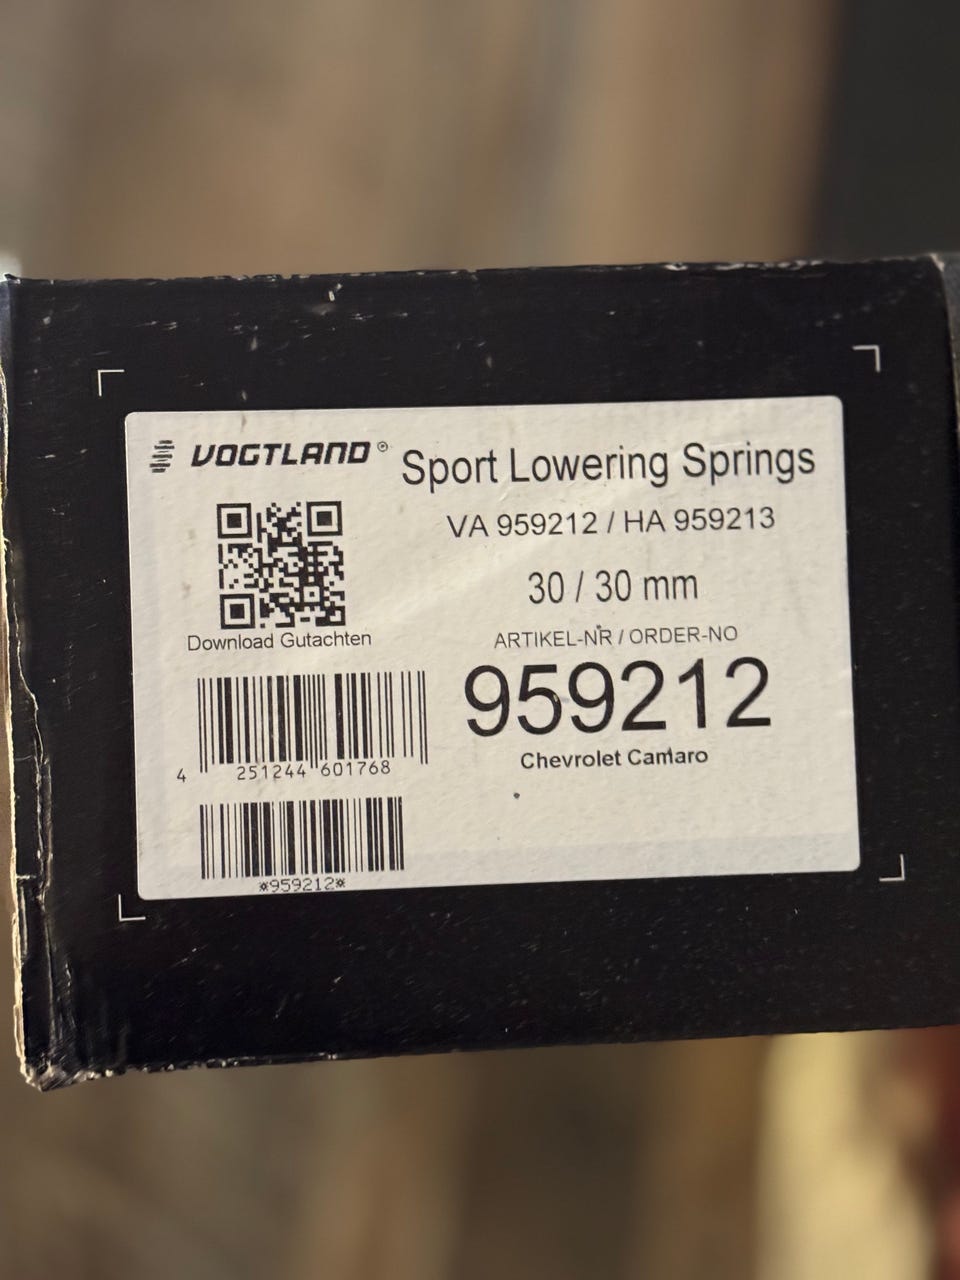 VOGTLAND®
Sport Lowering Springs
VA 959212 / HA 959213
30 / 30 mm
Download Gutachten
ARTIKEL-NR / ORDER-NO
959212
Chevrolet Camaro
4 251244 601768
*959212*